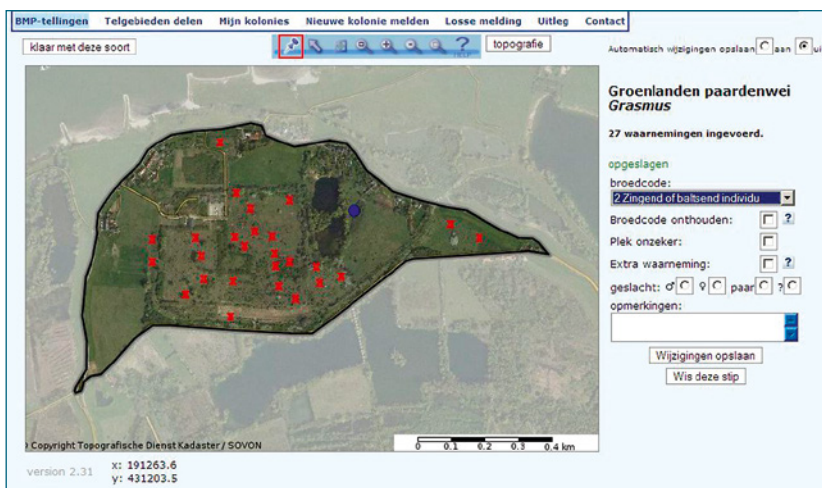 BMP-tellingen Telgebieden delen Mijn kolonies Nieuwe kolonie melden Losse melding Uitleg Contact
klaar met deze soort
?
HELP
topografie
Automatisch wijzigingen opslaan aan ui
Groenlanden paardenwei
Grasmus
27 waarnemingen ingevoerd.
opgeslagen
broedcode:
2 Zingend of baltsend individu
Broedcode onthouden: ?
Plek onzeker:
Extra waarneming: ?
geslacht: ♂ ♀ paar ?
opmerkingen:
Wijzigingen opslaan
Wis deze stip
© Copyright Topografische Dienst Kadaster / SOVON
0 0.1 0.2 0.3 0.4 km
version 2.31
x: 191263.6
y: 431203.5